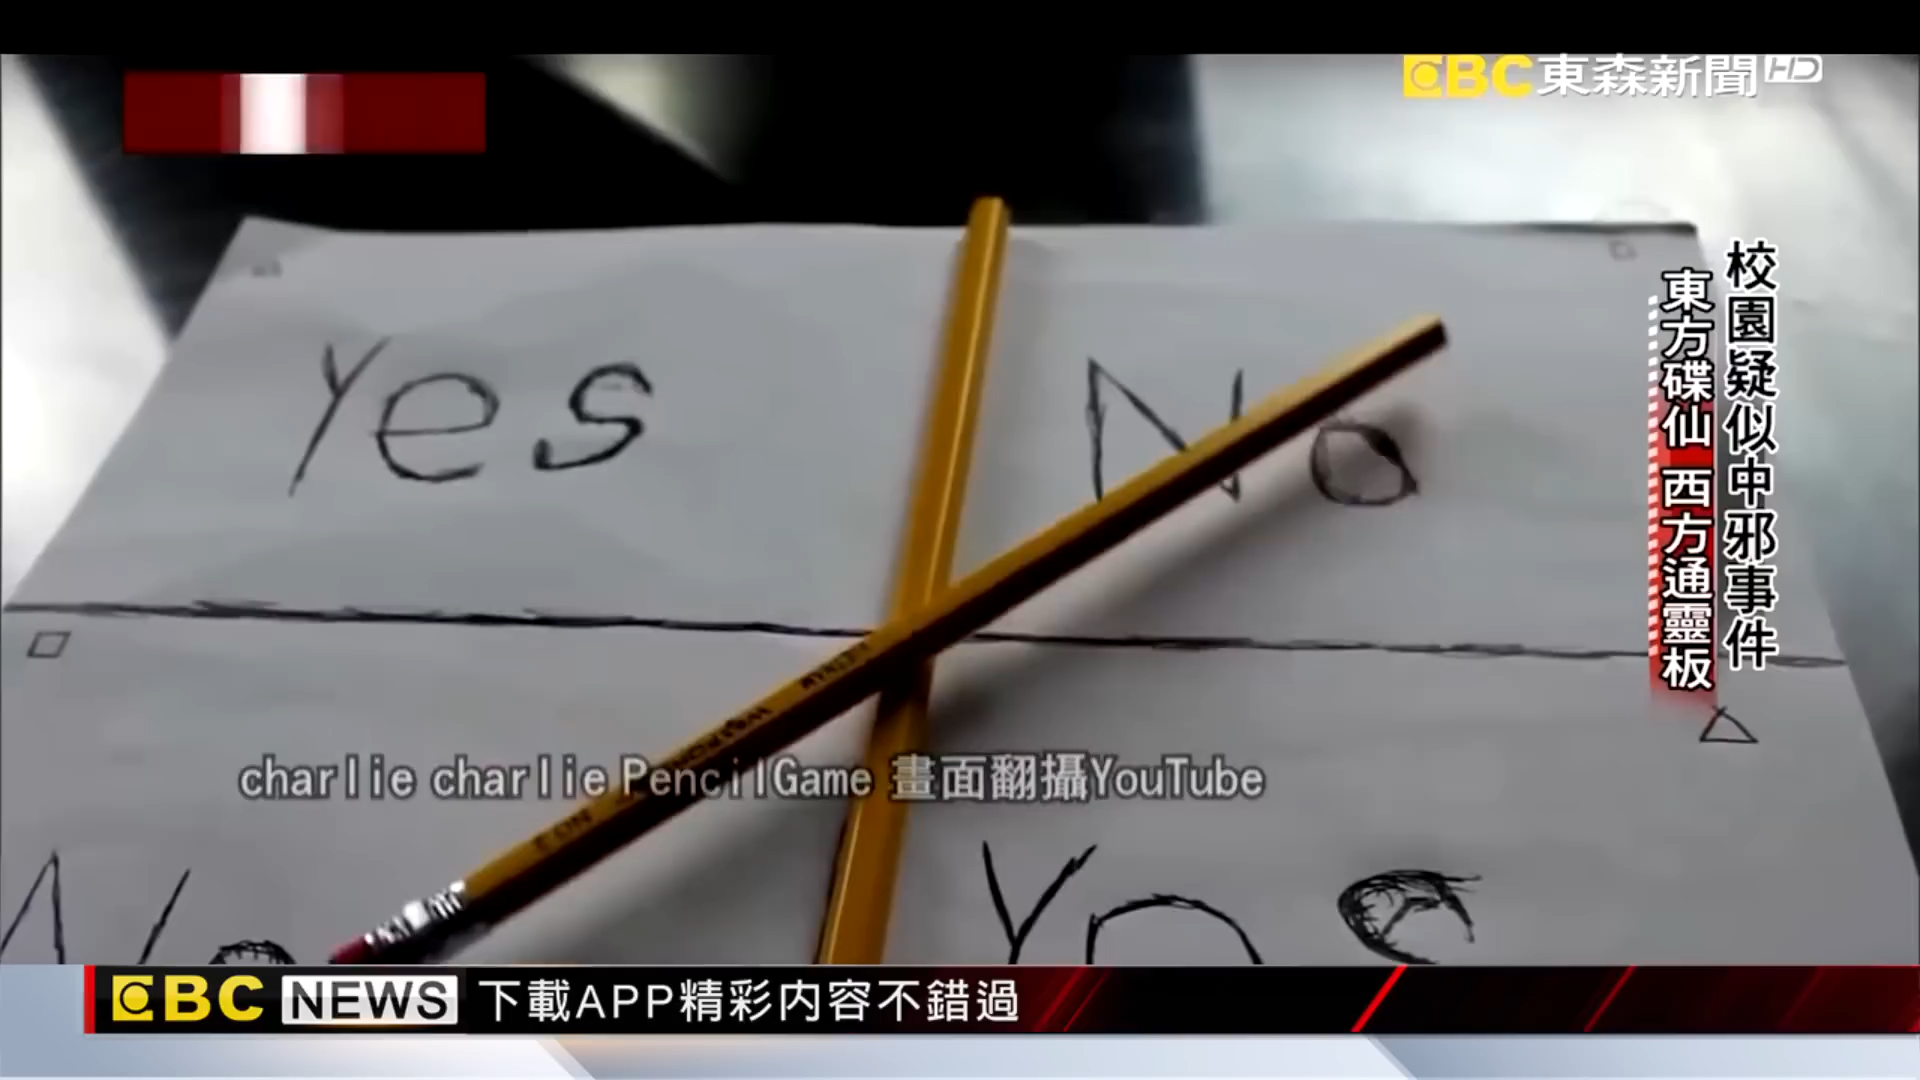 EBC東森新聞HD
校園疑似中邪事件
東方碟仙 西方通靈板
Yes
No
charlie charlie PencilGame 畫面翻攝YouTube
No
Yes
EBC NEWS 下載APP精彩內容不錯過